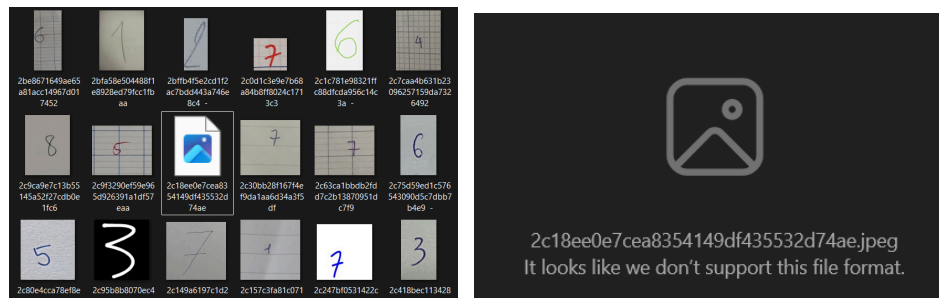 6
1
2
7
6
4
2be8671649ae65
a81acc14967d01
7452
2bfa58e504488f1
e8928ed79fcc1fb
aa
2bffb4f5e2cd1f2
ac7bdd443a746e
8c4 -
2c0d1c3e9e7b68
a84b8ff8024c171
3c3
2c1c781e98321ff
c88dfcda956c14c
3a -
2c7caa4b631b23
096257159da732
6492
8
5
7
7
6
2c9ca9e7c13b55
145a52f27cdb0e
1fc6
2c9f3290ef59e96
5d926391a1df57
eaa
2c18ee0e7cea8
354149df435532d
74ae
2c30bb28f167f4e
f9da1aa6d34a3f5
df
2c63ca1bbdb2fd
d7c2b13870951d
c7f9
2c75d59ed1c576
543090d5c7dbb7
b4e9 -
5
3
7
1
7
3
2c80e4cca78ef8e
2c95b8b8070ec4
2c149a6197c1d2
2c157c3fa81c071
2c247bf0531422c
2c418bec113428
2c18ee0e7cea8354149df435532d74ae.jpeg
It looks like we don't support this file format.